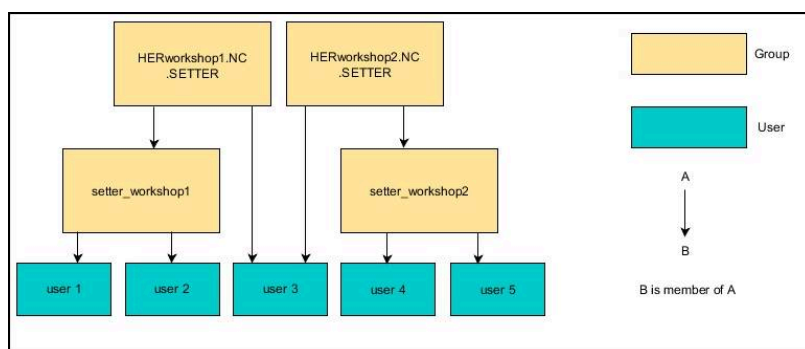 HERworkshop1.NC
.SETTER
HERworkshop2.NC
.SETTER
Group
User
setter_workshop1
setter_workshop2
A
B
user 1
user 2
user 3
user 4
user 5
B is member of A